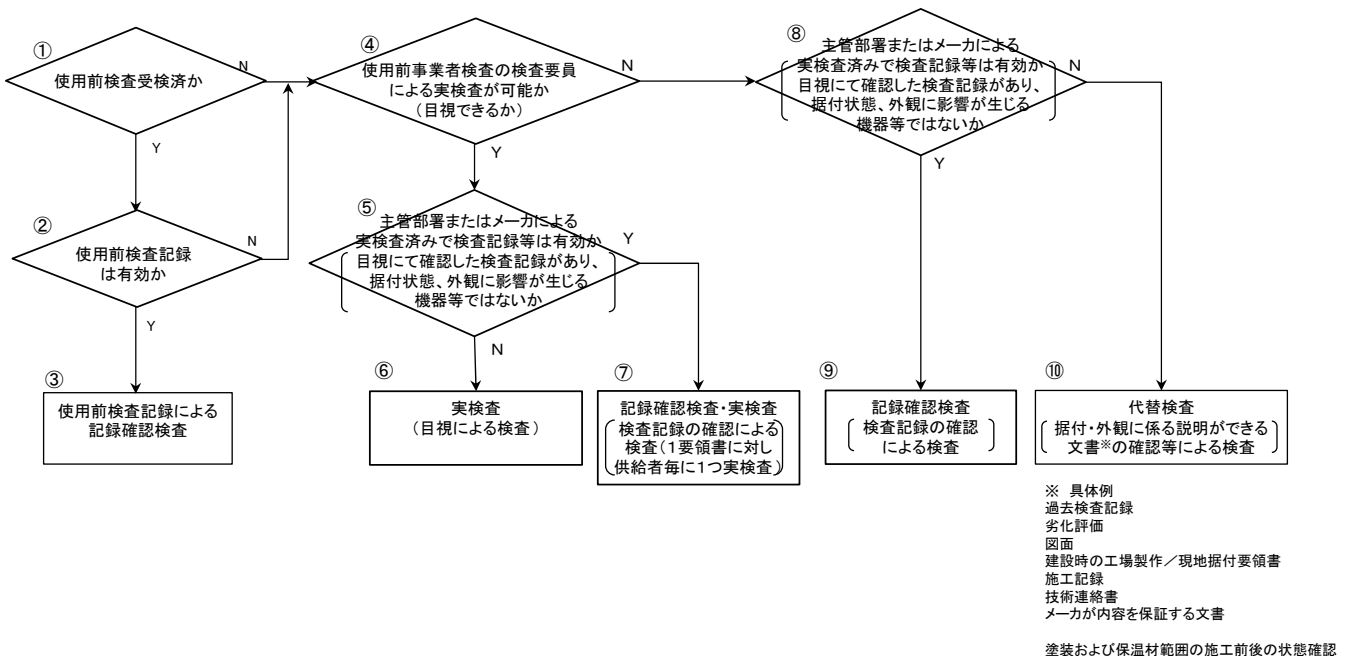 ①
使用前検査受検済か
N
Y
②
使用前検査記録
は有効か
N
Y
③
使用前検査記録による
記録確認検査
④
使用前事業者検査の検査要員
による実検査が可能か
(目視できるか)
N
Y
⑤
主管部署またはメーカによる
実検査済みで検査記録等は有効か
目視にて確認した検査記録があり、
据付状態、外観に影響が生じる
機器等ではないか
Y
N
⑥
実検査
(目視による検査)
⑦
記録確認検査・実検査
検査記録の確認による
検査(1要領書に対し
供給者毎に1つ実検査)
⑧
主管部署またはメーカによる
実検査済みで検査記録等は有効か
目視にて確認した検査記録があり、
据付状態、外観に影響が生じる
機器等ではないか
N
Y
⑨
記録確認検査
検査記録の確認
による検査
⑩
代替検査
据付・外観に係る説明ができる
文書※の確認等による検査
※ 具体例
過去検査記録
劣化評価
図面
建設時の工場製作/現地据付要領書
施工記録
技術連絡書
メーカが内容を保証する文書
塗装および保温材範囲の施工前後の状態確認